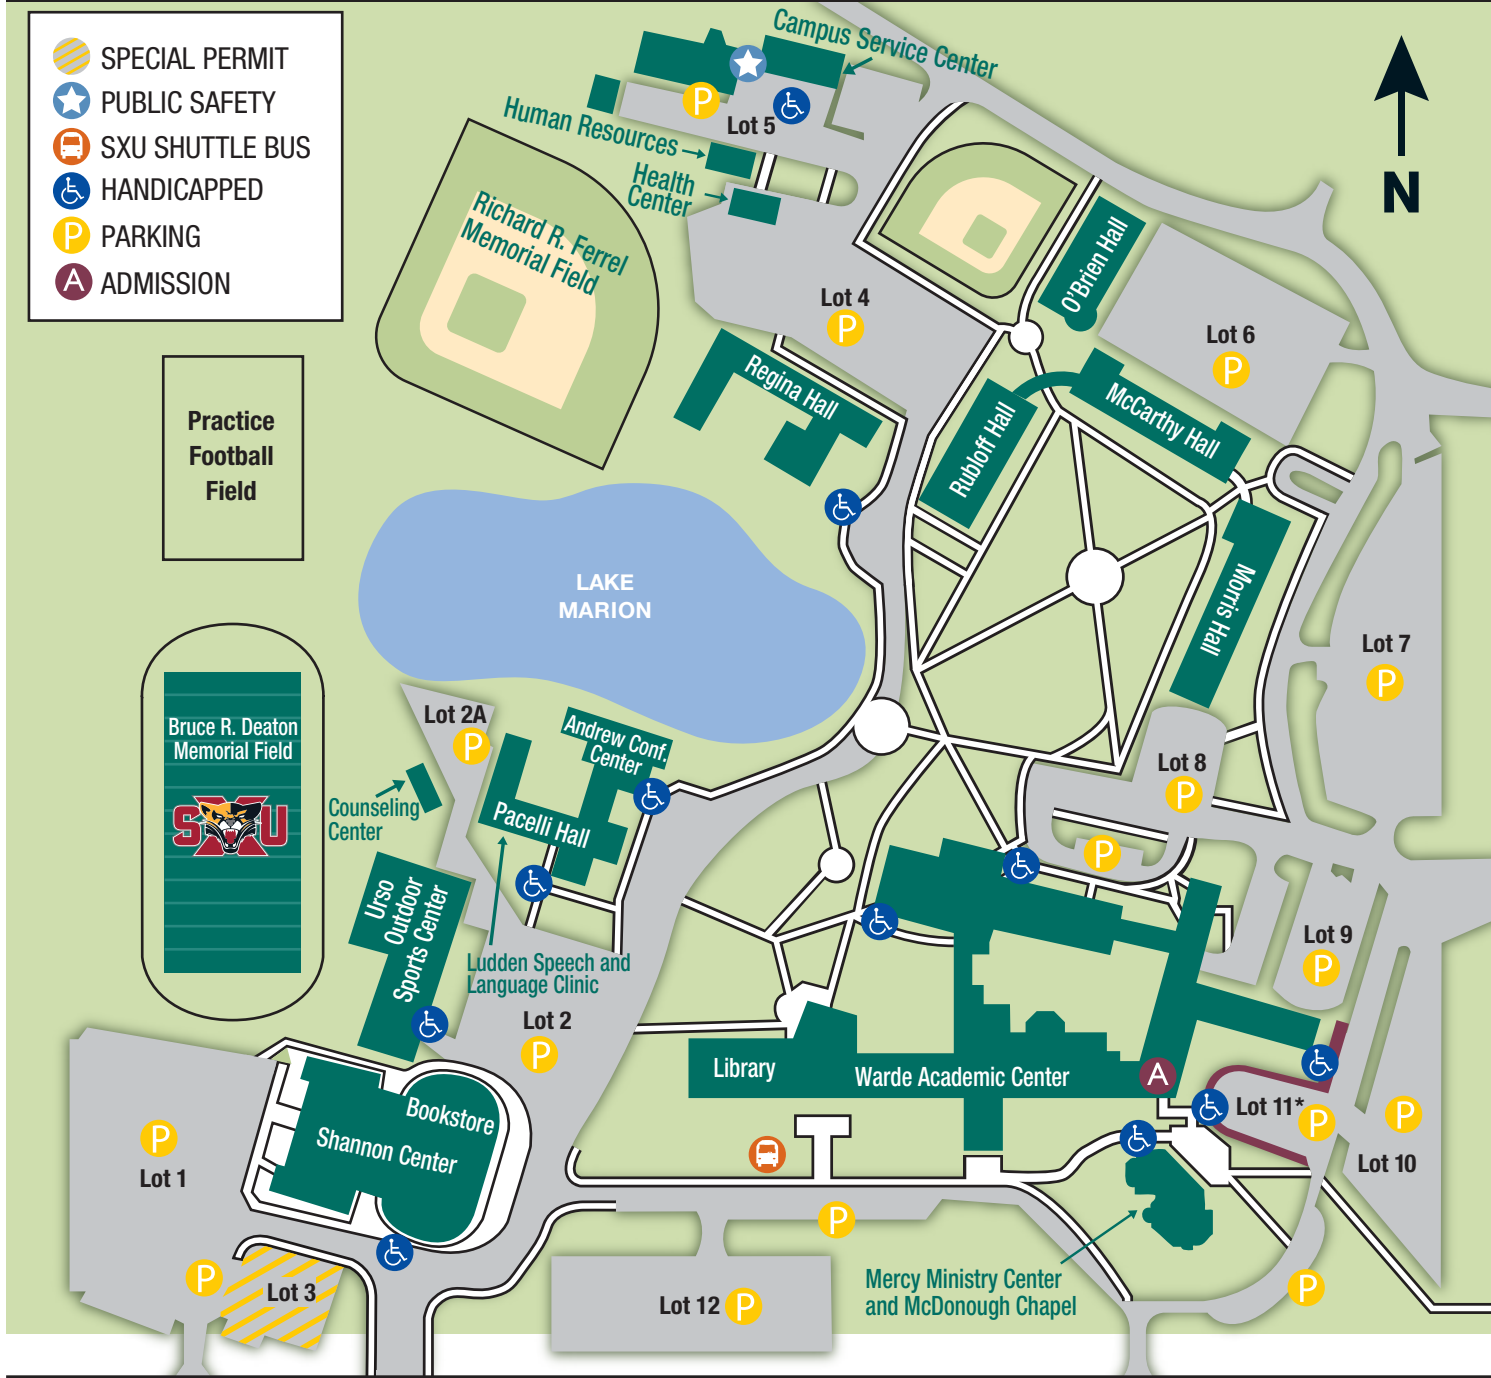 SPECIAL PERMIT
PUBLIC SAFETY
SXU SHUTTLE BUS
HANDICAPPED
P PARKING
A ADMISSION
N
Campus Service Center
P
Lot 5
Human Resources
Health
Center
Richard R. Ferrel
Memorial Field
O'Brien Hall
Lot 4
P
Lot 6
P
Practice
Football
Field
Regina Hall
Rubloff Hall
McCarthy Hall
Morris Hall
LAKE
MARION
Lot 7
P
Bruce R. Deaton
Memorial Field
SXU
Lot 2A
P
Andrew Conf.
Center
Counseling
Center
Pacelli Hall
Lot 8
P
P
Urso
Outdoor
Sports Center
Ludden Speech and
Language Clinic
Lot 9
P
Lot 2
P
Library
Warde Academic Center
A
Lot 11*
P
P
Lot 10
Bookstore
Shannon Center
P
Lot 1
P
Lot 3
P
Lot 12 P
Mercy Ministry Center
and McDonough Chapel
P